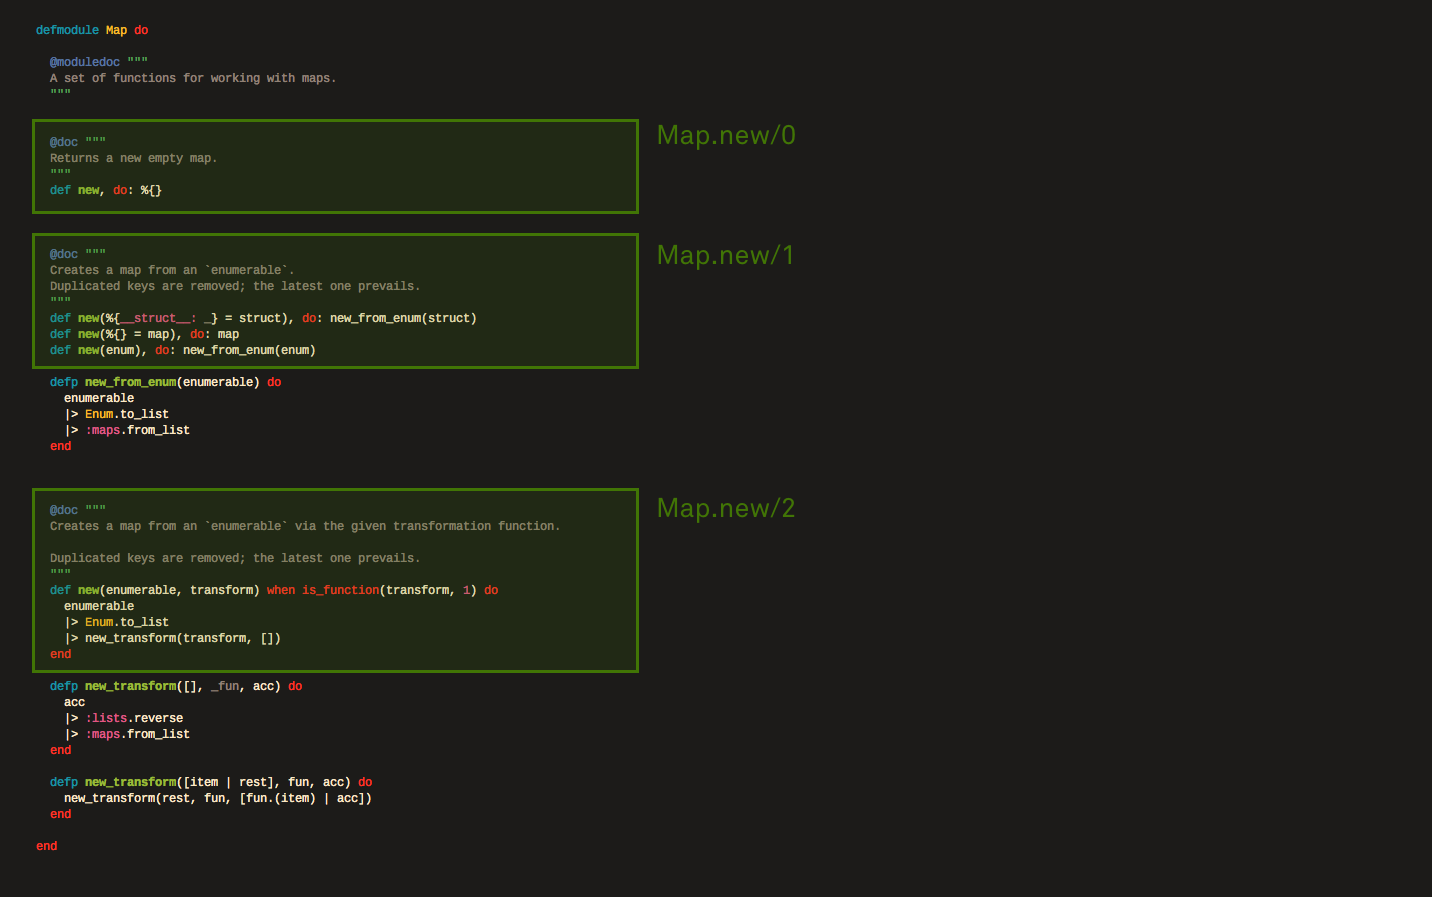 defmodule Map do
@moduledoc """
A set of functions for working with maps.
"""
Map.new/0
@doc """
Returns a new empty map.
"""
def new, do: %{}
Map.new/1
@doc """
Creates a map from an `enumerable`.
Duplicated keys are removed; the latest one prevails.
"""
def new(%{__struct__: _} = struct), do: new_from_enum(struct)
def new(%{} = map), do: map
def new(enum), do: new_from_enum(enum)
defp new_from_enum(enumerable) do
enumerable
|> Enum.to_list
|> :maps.from_list
end
Map.new/2
@doc """
Creates a map from an `enumerable` via the given transformation function.
Duplicated keys are removed; the latest one prevails.
"""
def new(enumerable, transform) when is_function(transform, 1) do
enumerable
|> Enum.to_list
|> new_transform(transform, [])
end
defp new_transform([], _fun, acc) do
acc
|> :lists.reverse
|> :maps.from_list
end
defp new_transform([item | rest], fun, acc) do
new_transform(rest, fun, [fun.(item) | acc])
end
end